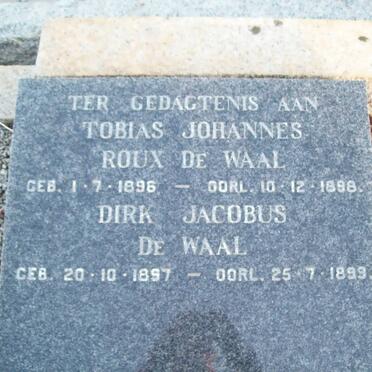 TER GEDAGTENIS AAN
TOBIAS JOHANNES
ROUX DE WAAL
GEB. 1-7-1896 — OORL. 10-12-1898.
DIRK JACOBUS
DE WAAL
GEB. 20-10-1897 — OORL. 25-7-1899.